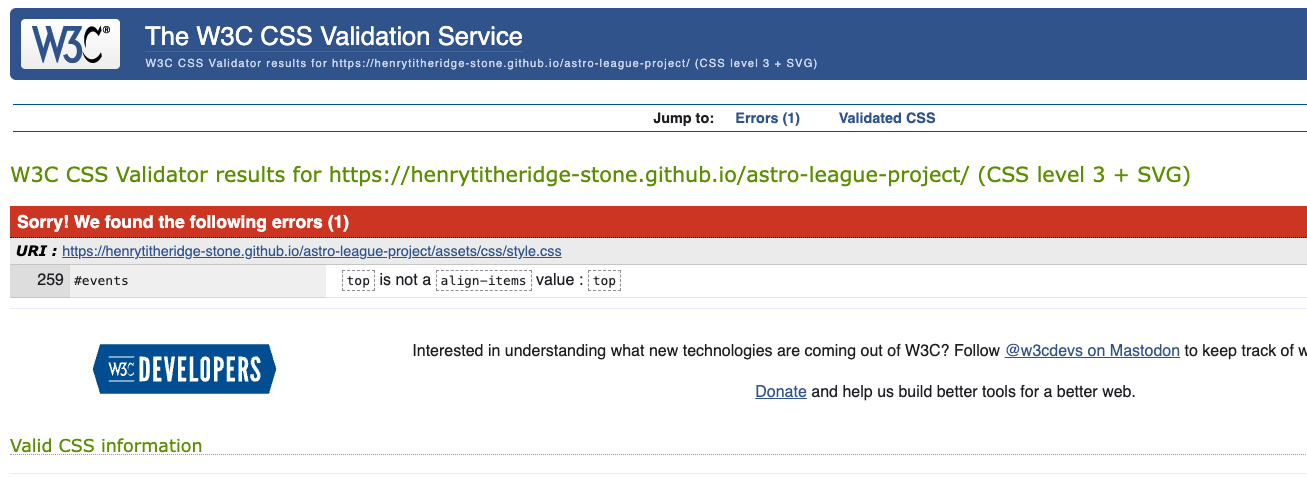 W3C®
The W3C CSS Validation Service
W3C CSS Validator results for https://henrytitheridge-stone.github.io/astro-league-project/ (CSS level 3 + SVG)
Jump to: Errors (1) Validated CSS
W3C CSS Validator results for https://henrytitheridge-stone.github.io/astro-league-project/ (CSS level 3 + SVG)
Sorry! We found the following errors (1)
URI : https://henrytitheridge-stone.github.io/astro-league-project/assets/css/style.css
259 #events top is not a align-items value : top
W3C DEVELOPERS
Interested in understanding what new technologies are coming out of W3C? Follow @w3cdevs on Mastodon to keep track of
Donate and help us build better tools for a better web.
Valid CSS information